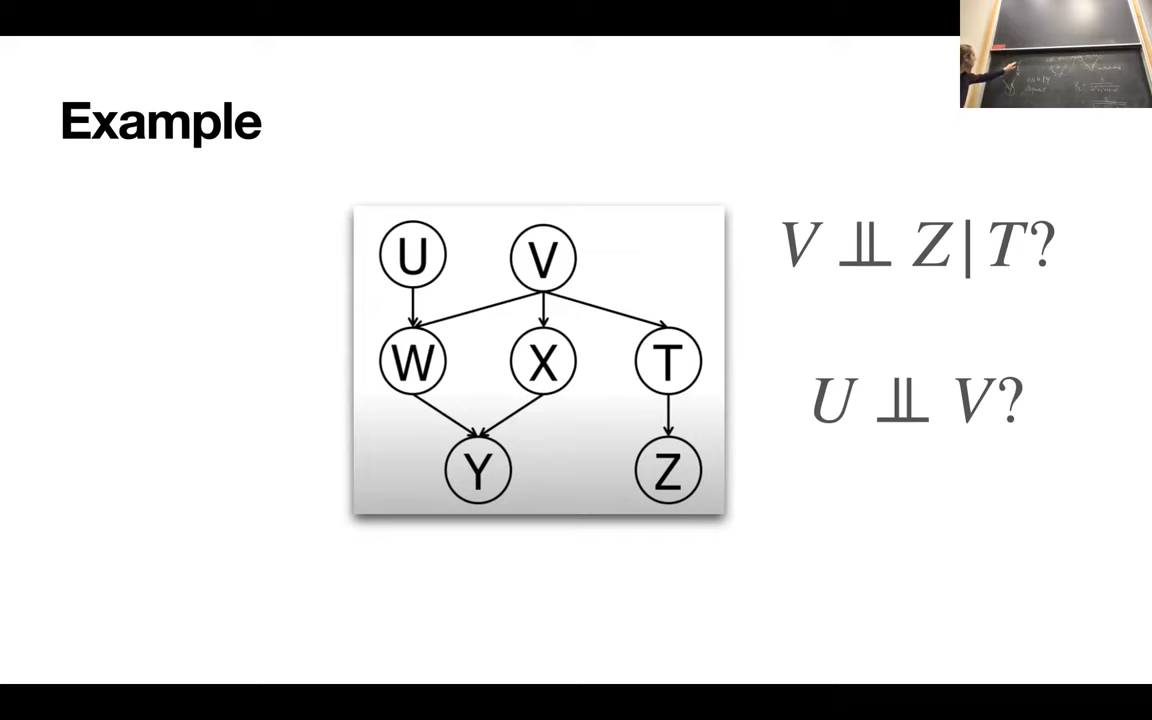 Example
U V
W X T
Y Z
V ⫫ Z | T?
U ⫫ V?